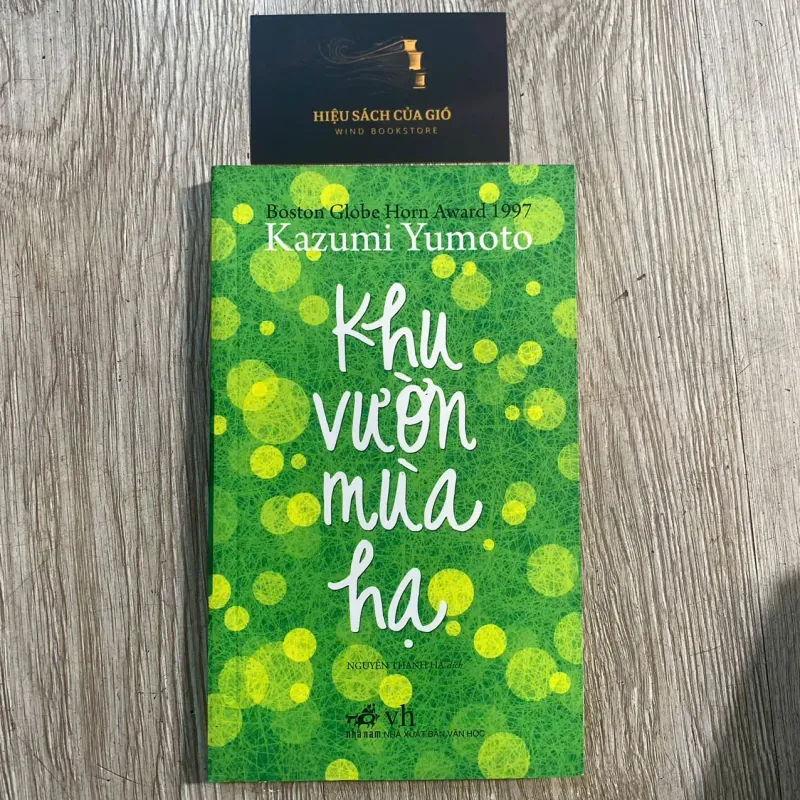 HIỆU SÁCH CỦA GIÓ
WIND BOOKSTORE
Boston Globe Horn Award 1997
Kazumi Yumoto
Khu
vườn
mùa
hạ
NGUYỄN THANH HÀ dịch
vh
nhã nam NHÀ XUẤT BẢN VĂN HỌC